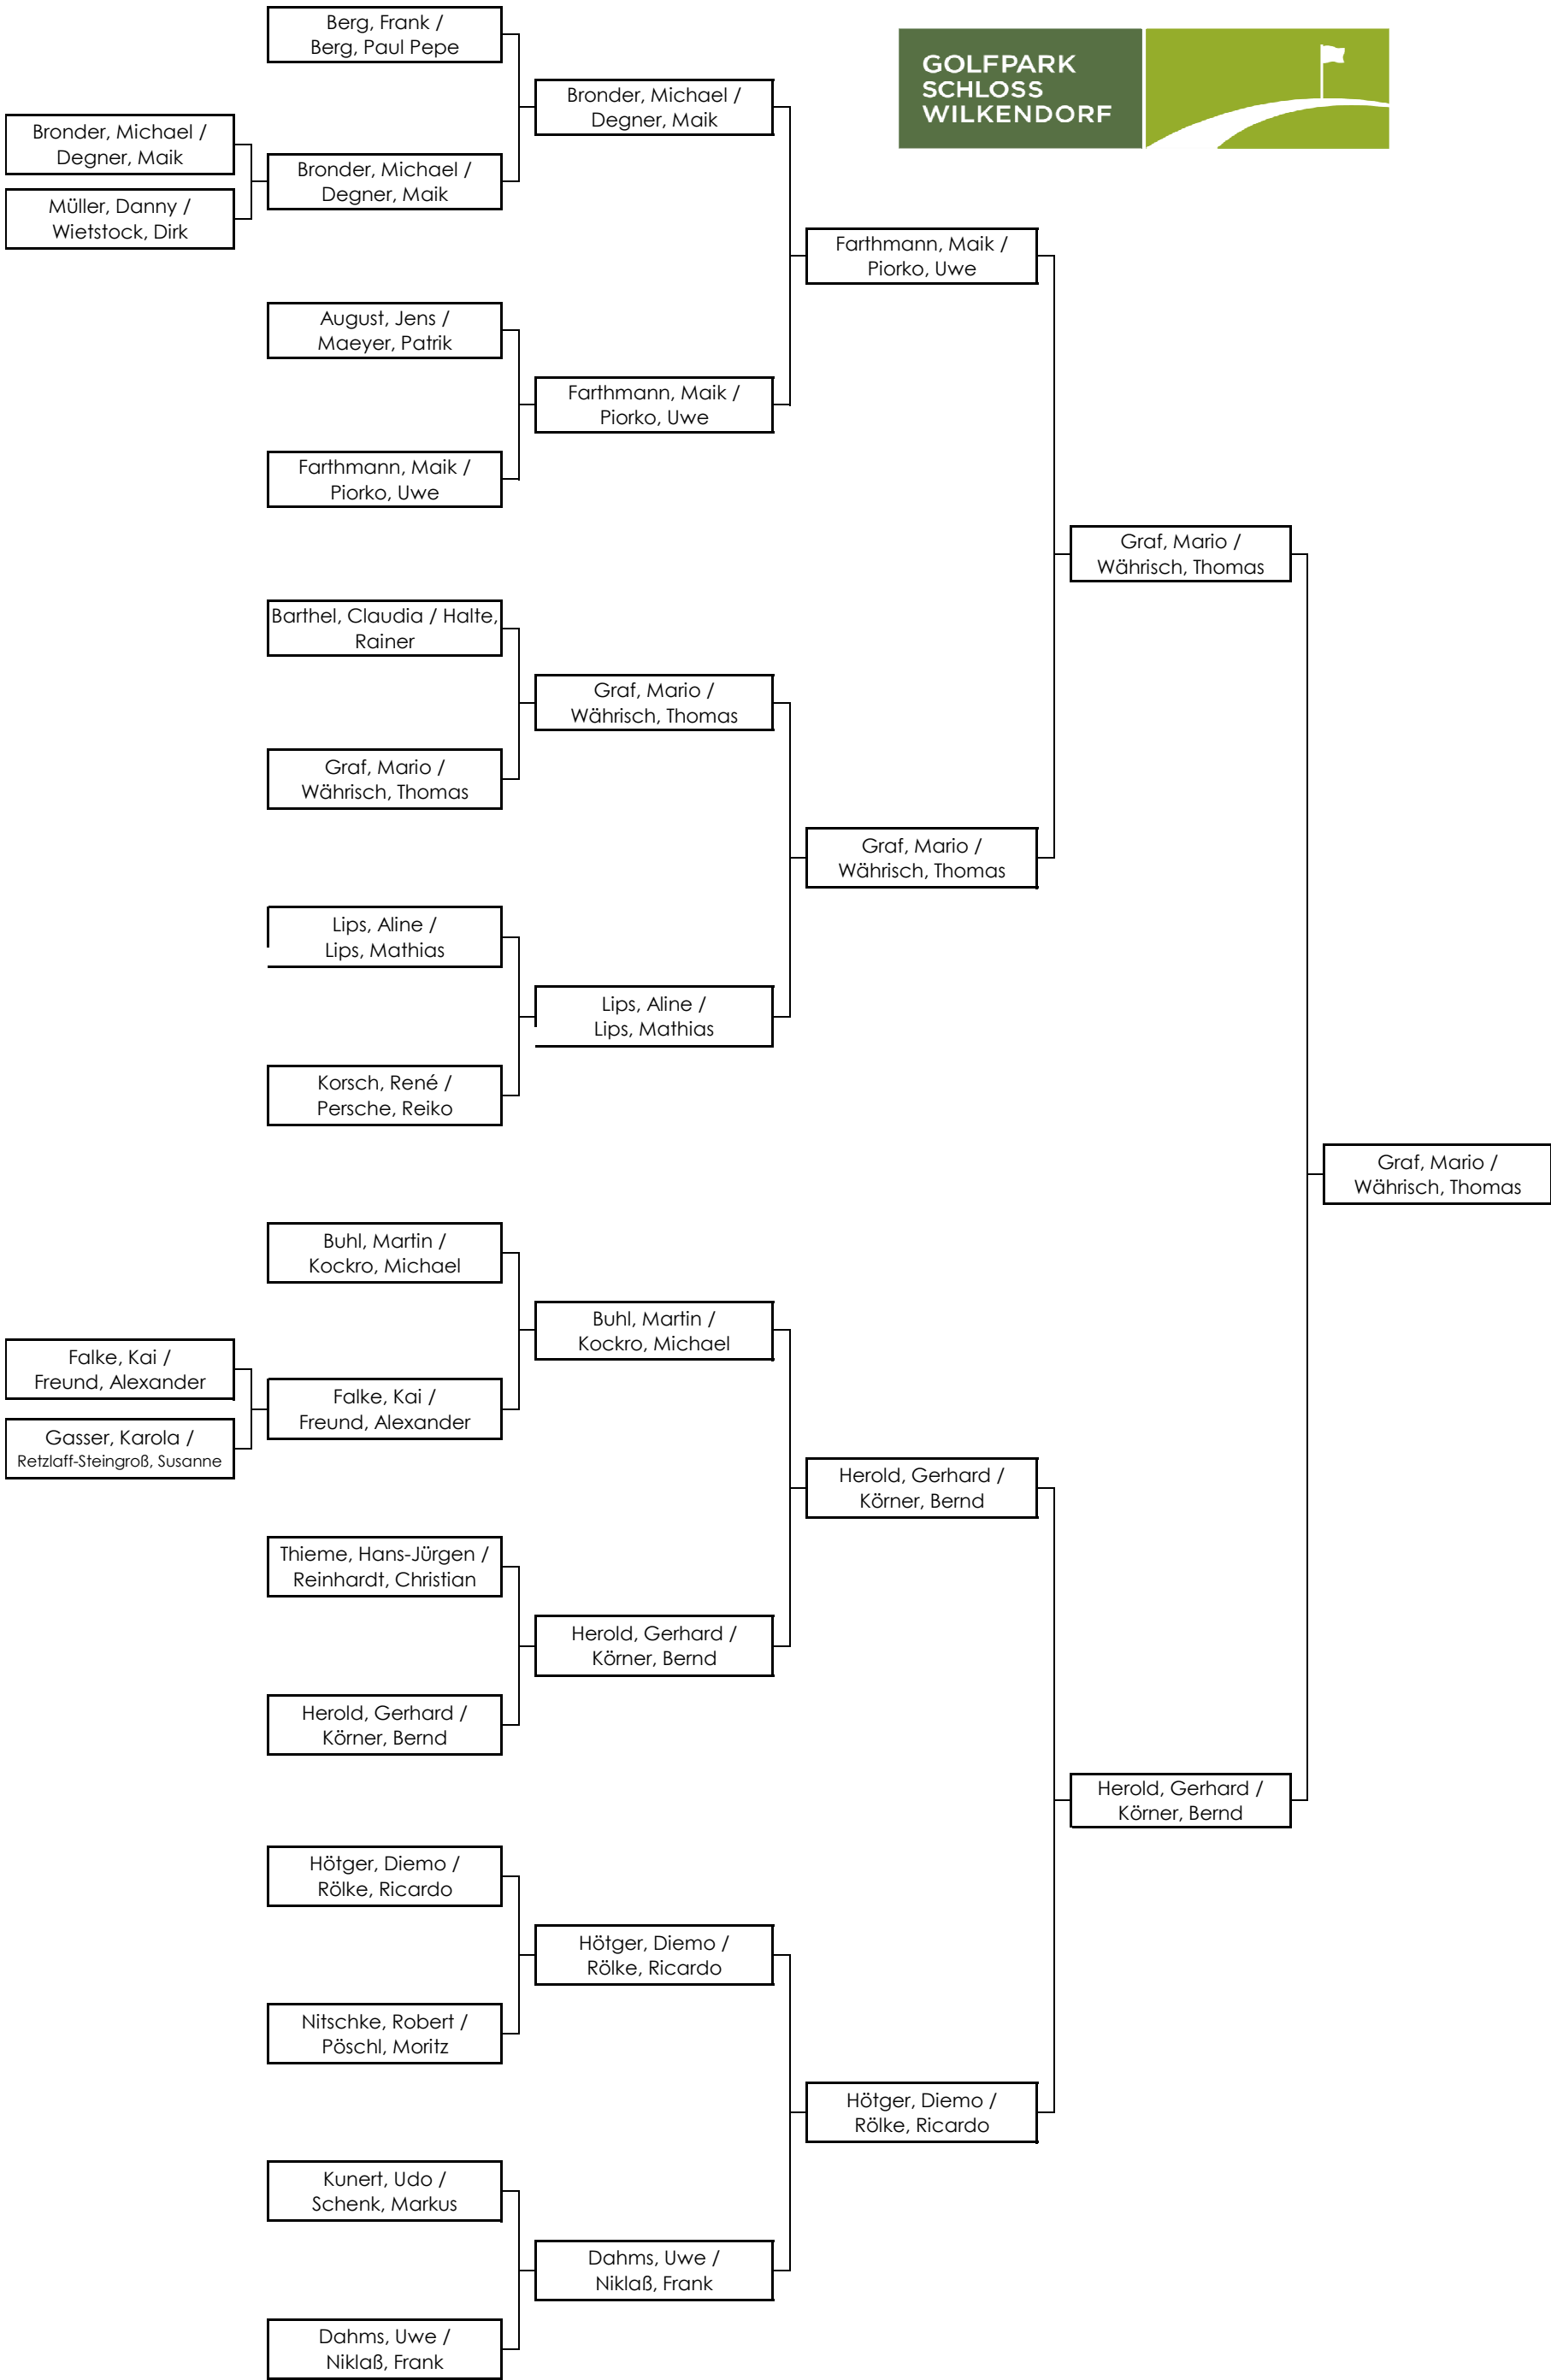 Berg, Frank /
Berg, Paul Pepe
GOLFPARK
SCHLOSS
WILKENDORF
Bronder, Michael /
Degner, Maik
Bronder, Michael /
Degner, Maik
Bronder, Michael /
Degner, Maik
Müller, Danny /
Wietstock, Dirk
Farthmann, Maik /
Piorko, Uwe
August, Jens /
Maeyer, Patrik
Farthmann, Maik /
Piorko, Uwe
Farthmann, Maik /
Piorko, Uwe
Graf, Mario /
Währisch, Thomas
Barthel, Claudia / Halte,
Rainer
Graf, Mario /
Währisch, Thomas
Graf, Mario /
Währisch, Thomas
Graf, Mario /
Währisch, Thomas
Lips, Aline /
Lips, Mathias
Lips, Aline /
Lips, Mathias
Korsch, René /
Persche, Reiko
Graf, Mario /
Währisch, Thomas
Buhl, Martin /
Kockro, Michael
Buhl, Martin /
Kockro, Michael
Falke, Kai /
Freund, Alexander
Falke, Kai /
Freund, Alexander
Gasser, Karola /
Retzlaff-Steingroß, Susanne
Herold, Gerhard /
Körner, Bernd
Thieme, Hans-Jürgen /
Reinhardt, Christian
Herold, Gerhard /
Körner, Bernd
Herold, Gerhard /
Körner, Bernd
Herold, Gerhard /
Körner, Bernd
Hötger, Diemo /
Rölke, Ricardo
Hötger, Diemo /
Rölke, Ricardo
Nitschke, Robert /
Pöschl, Moritz
Hötger, Diemo /
Rölke, Ricardo
Kunert, Udo /
Schenk, Markus
Dahms, Uwe /
Niklaß, Frank
Dahms, Uwe /
Niklaß, Frank